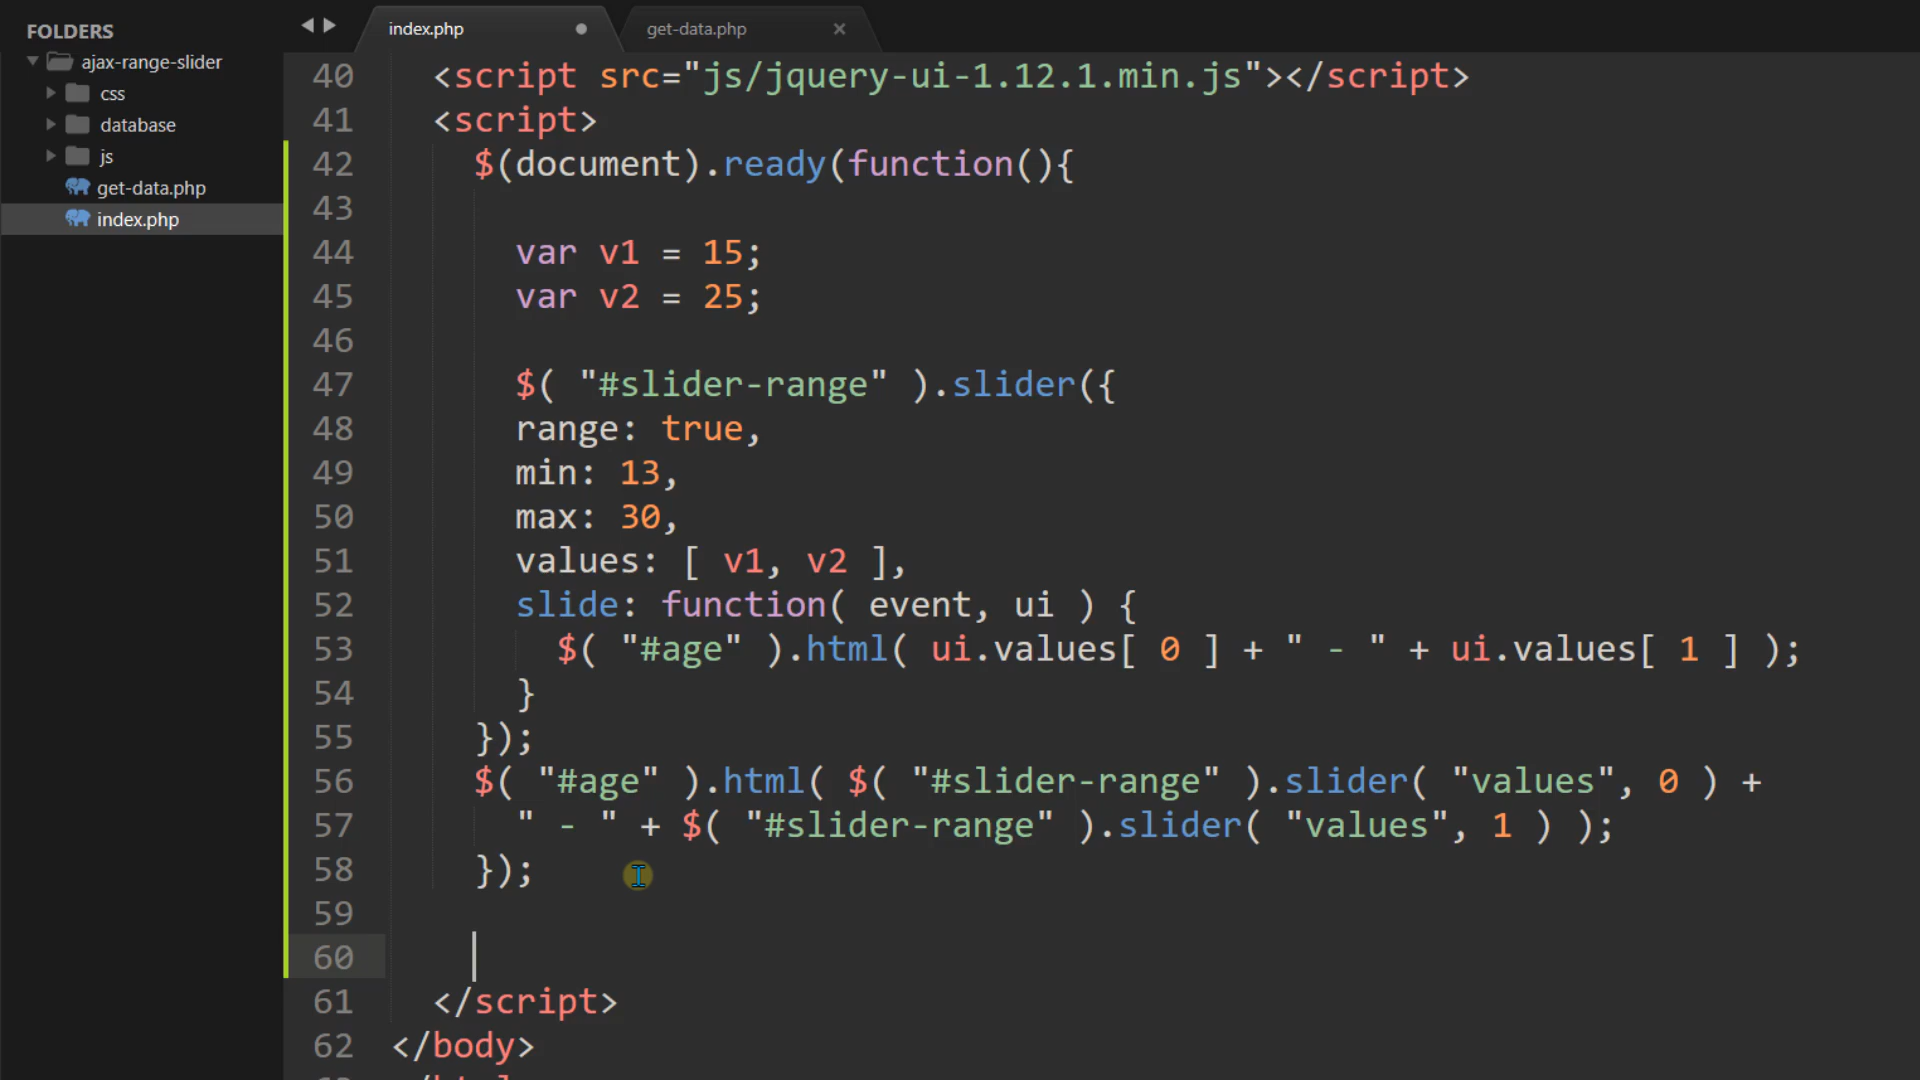 FOLDERS
ajax-range-slider
css
database
js
get-data.php
index.php
index.php
get-data.php ×
40 <script src="js/jquery-ui-1.12.1.min.js"></script>
41 <script>
42 $(document).ready(function(){
43
44 var v1 = 15;
45 var v2 = 25;
46
47 $( "#slider-range" ).slider({
48 range: true,
49 min: 13,
50 max: 30,
51 values: [ v1, v2 ],
52 slide: function( event, ui ) {
53 $( "#age" ).html( ui.values[ 0 ] + " - " + ui.values[ 1 ] );
54 }
55 });
56 $( "#age" ).html( $( "#slider-range" ).slider( "values", 0 ) +
57 " - " + $( "#slider-range" ).slider( "values", 1 ) );
58 });
59
60
61 </script>
62 </body>